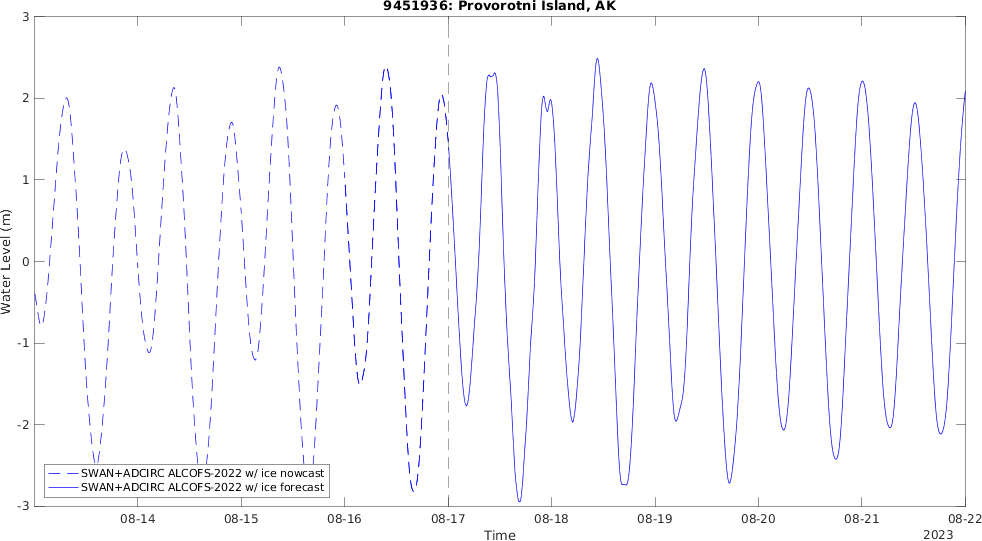 9451936: Provorotni Island, AK
3
2
1
0
-1
-2
-3
Water Level (m)
SWAN+ADCIRC ALCOFS-2022 w/ ice nowcast
SWAN+ADCIRC ALCOFS-2022 w/ ice forecast
08-14 08-15 08-16 08-17 08-18 08-19 08-20 08-21 08-22
Time
2023